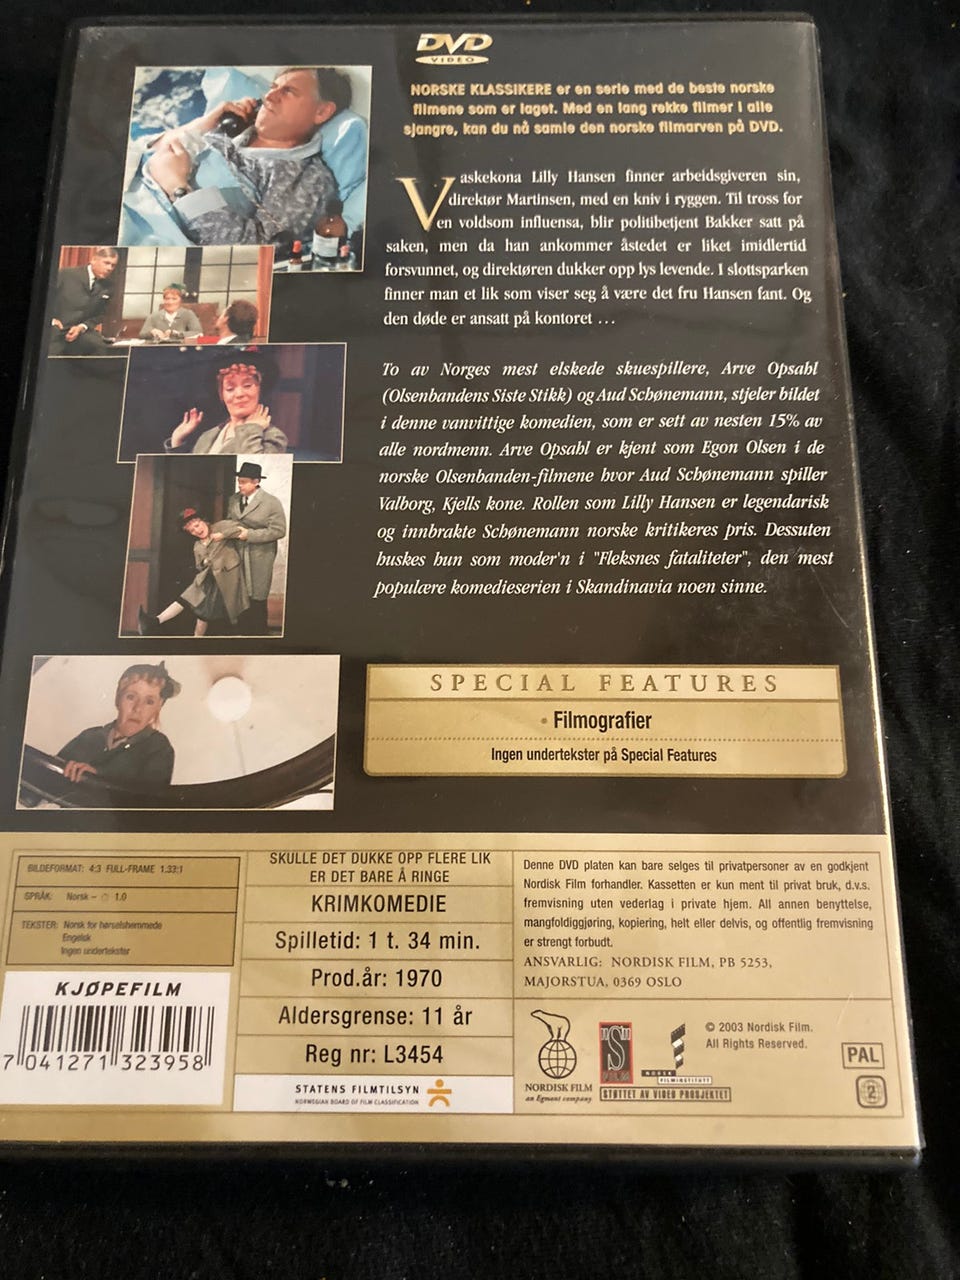 DVD
VIDEO
NORSKE KLASSIKERE er en serie med de beste norske
filmene som er laget. Med en lang rekke filmer i alle
sjangre, kan du nå samle den norske filmarven på DVD.
Vaskekona Lilly Hansen finner arbeidsgiveren sin,
direktør Martinsen, med en kniv i ryggen. Til tross for
en voldsom influensa, blir politibetjent Bakker satt på
saken, men da han ankommer åstedet er liket imidlertid
forsvunnet, og direktøren dukker opp lys levende. I slottsparken
finner man et lik som viser seg å være det fru Hansen fant. Og
den døde er ansatt på kontoret ...
To av Norges mest elskede skuespillere, Arve Opsahl
(Olsenbandens Siste Stikk) og Aud Schønemann, stjeler bildet
i denne vanvittige komedien, som er sett av nesten 15% av
alle nordmenn. Arve Opsahl er kjent som Egon Olsen i de
norske Olsenbanden-filmene hvor Aud Schønemann spiller
Valborg, Kjells kone. Rollen som Lilly Hansen er legendarisk
og innbrakte Schønemann norske kritikeres pris. Dessuten
huskes hun som moder'n i "Fleksnes fataliteter", den mest
populære komedieserien i Skandinavia noen sinne.
SPECIAL FEATURES
• Filmografier
Ingen undertekster på Special Features
BILDEFORMAT: 4:3 FULL-FRAME 1.33:1
SPRÅK: Norsk – 1.0
TEKSTER: Norsk for hørselshemmede
Engelsk
Ingen undertekster
KJØPEFILM
7 041271 323958
SKULLE DET DUKKE OPP FLERE LIK
ER DET BARE Å RINGE
KRIMKOMEDIE
Spilletid: 1 t. 34 min.
Prod.år: 1970
Aldersgrense: 11 år
Reg nr: L3454
STATENS FILMTILSYN
NORWEGIAN BOARD OF FILM CLASSIFICATION
Denne DVD platen kan bare selges til privatpersoner av en godkjent
Nordisk Film forhandler. Kassetten er kun ment til privat bruk, d.v.s.
fremvisning uten vederlag i private hjem. All annen benyttelse,
mangfoldiggjøring, kopiering, helt eller delvis, og offentlig fremvisning
er strengt forbudt.
ANSVARLIG: NORDISK FILM, PB 5253,
MAJORSTUA, 0369 OSLO
NORDISK FILM
an Egmont company
S
FILM
NORSK
FILMINSTITUTT
STØTTET AV VIDEO PROSJEKTET
© 2003 Nordisk Film.
All Rights Reserved.
PAL
2